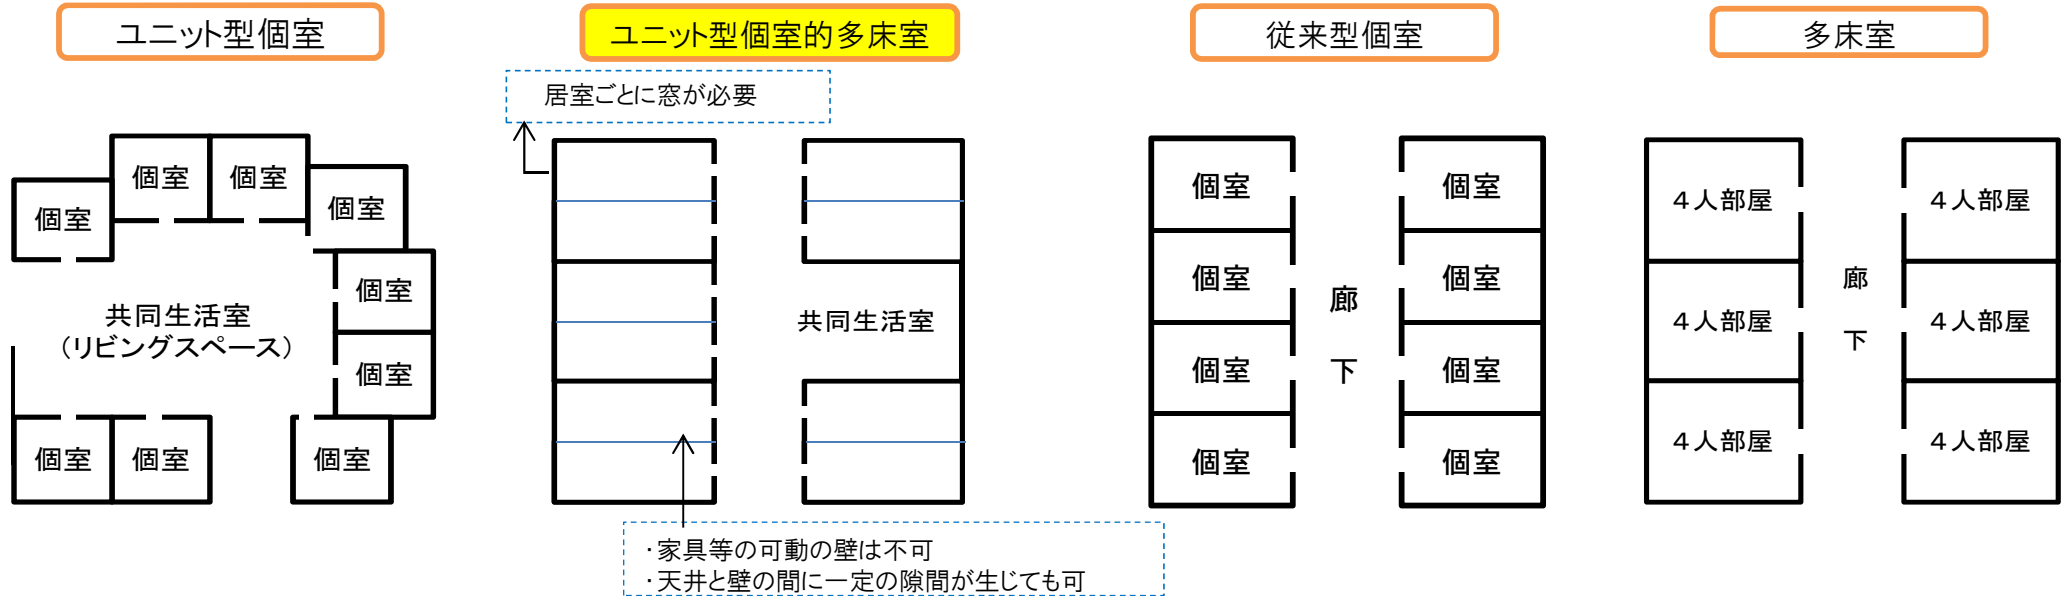 ユニット型個室
個室
個室
個室
個室
個室
個室
共同生活室
（リビングスペース）
個室
個室
個室
ユニット型個室的多床室
居室ごとに窓が必要
共同生活室
・家具等の可動の壁は不可
・天井と壁の間に一定の隙間が生じても可
従来型個室
個室
個室
個室
個室
廊
下
個室
個室
個室
個室
多床室
４人部屋
４人部屋
４人部屋
廊
下
４人部屋
４人部屋
４人部屋